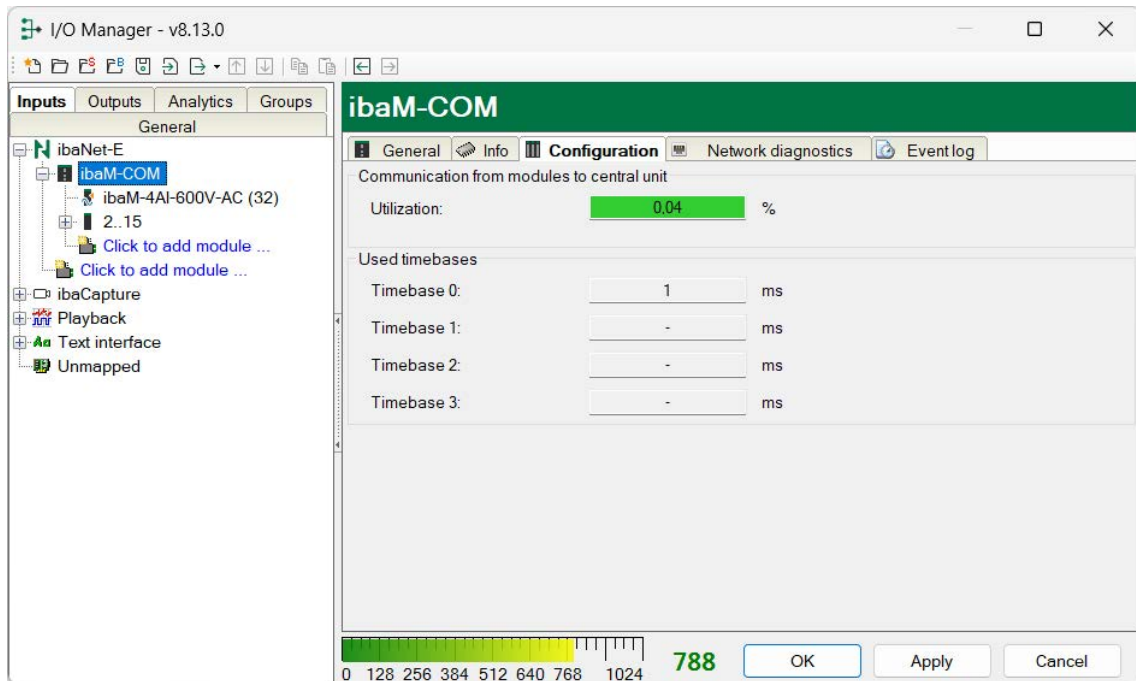 I/O Manager - v8.13.0
Inputs Outputs Analytics Groups
General
ibaNet-E
ibaM-COM
ibaM-4AI-600V-AC (32)
2..15
Click to add module ...
Click to add module ...
ibaCapture
Playback
Text interface
Unmapped
ibaM-COM
General Info Configuration Network diagnostics Event log
Communication from modules to central unit
Utilization: 0,04 %
Used timebases
Timebase 0: 1 ms
Timebase 1: - ms
Timebase 2: - ms
Timebase 3: - ms
0 128 256 384 512 640 768 1024
788
OK Apply Cancel